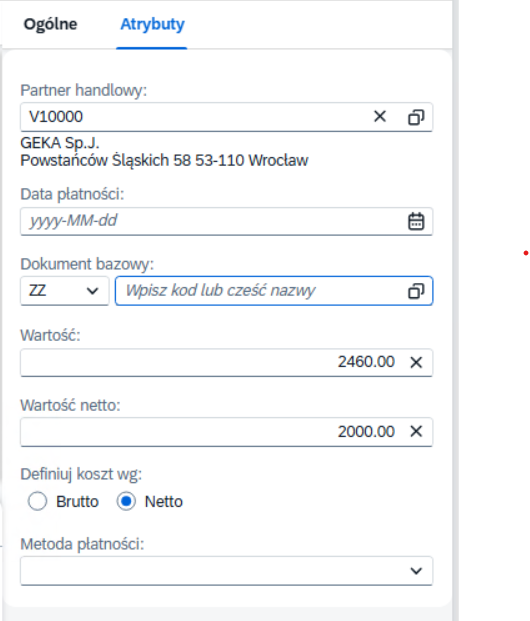 Ogólne Atrybuty
Partner handlowy:
V10000
GEKA Sp.J.
Powstańców Śląskich 58 53-110 Wrocław
Data płatności:
yyyy-MM-dd
Dokument bazowy:
ZZ Wpisz kod lub cześć nazwy
Wartość:
2460.00
Wartość netto:
2000.00
Definiuj koszt wg:
Brutto Netto
Metoda płatności: